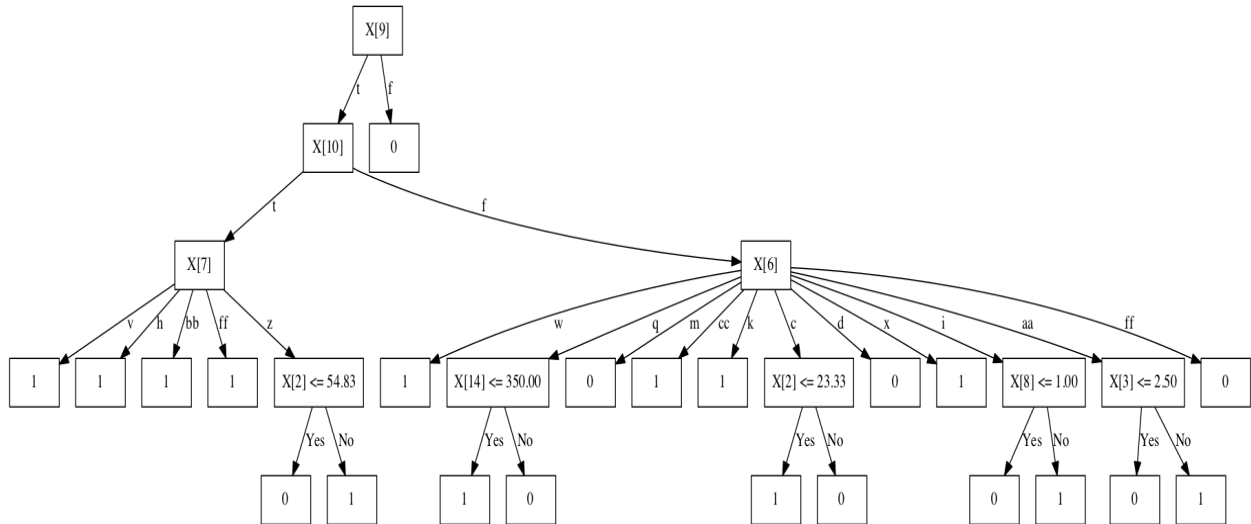 X[9]
t f
X[10] 0
t f
X[7] X[6]
v h bb ff z w q m cc k c d x i aa ff
1 1 1 1 X[2] <= 54.83 1 X[14] <= 350.00 0 1 1 X[2] <= 23.33 0 1 X[8] <= 1.00 X[3] <= 2.50 0
Yes No Yes No Yes No Yes No Yes No
0 1 1 0 1 0 0 1 0 1